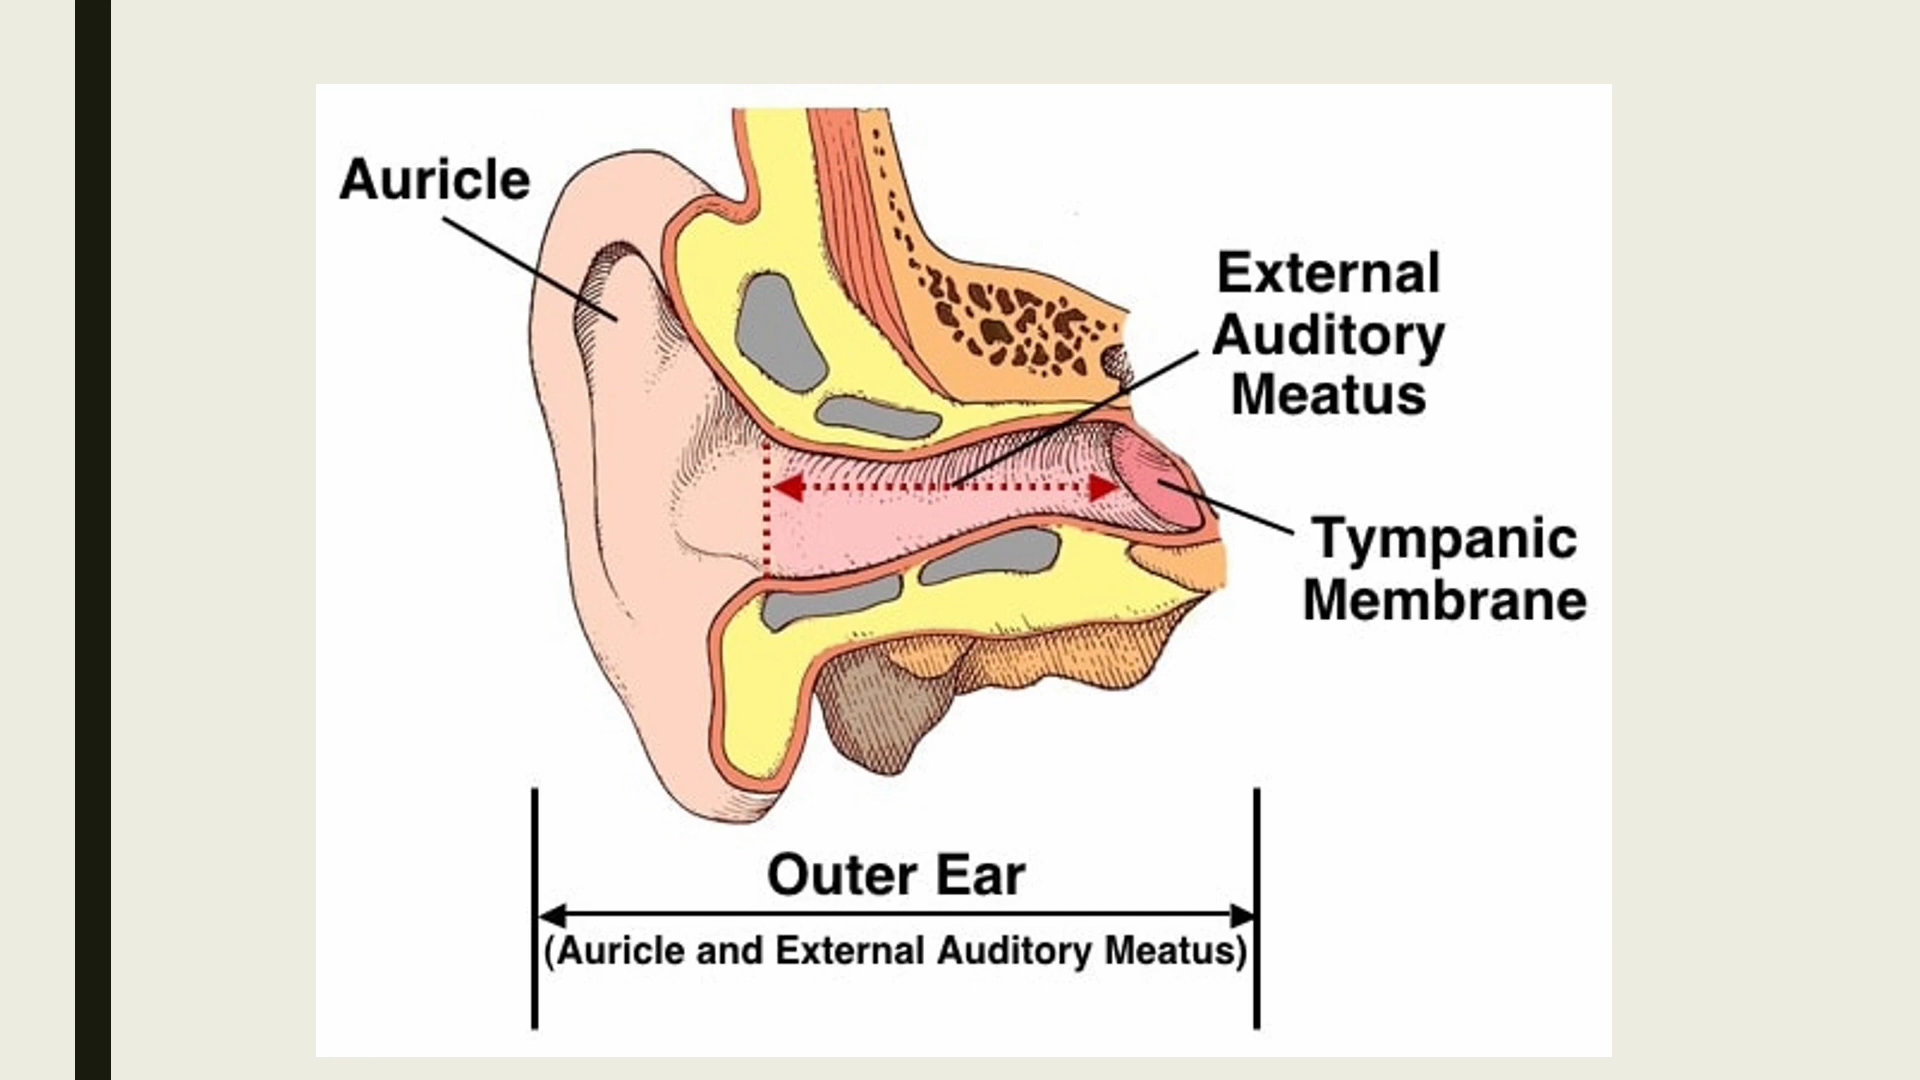 Auricle
External
Auditory
Meatus
Tympanic
Membrane
Outer Ear
(Auricle and External Auditory Meatus)